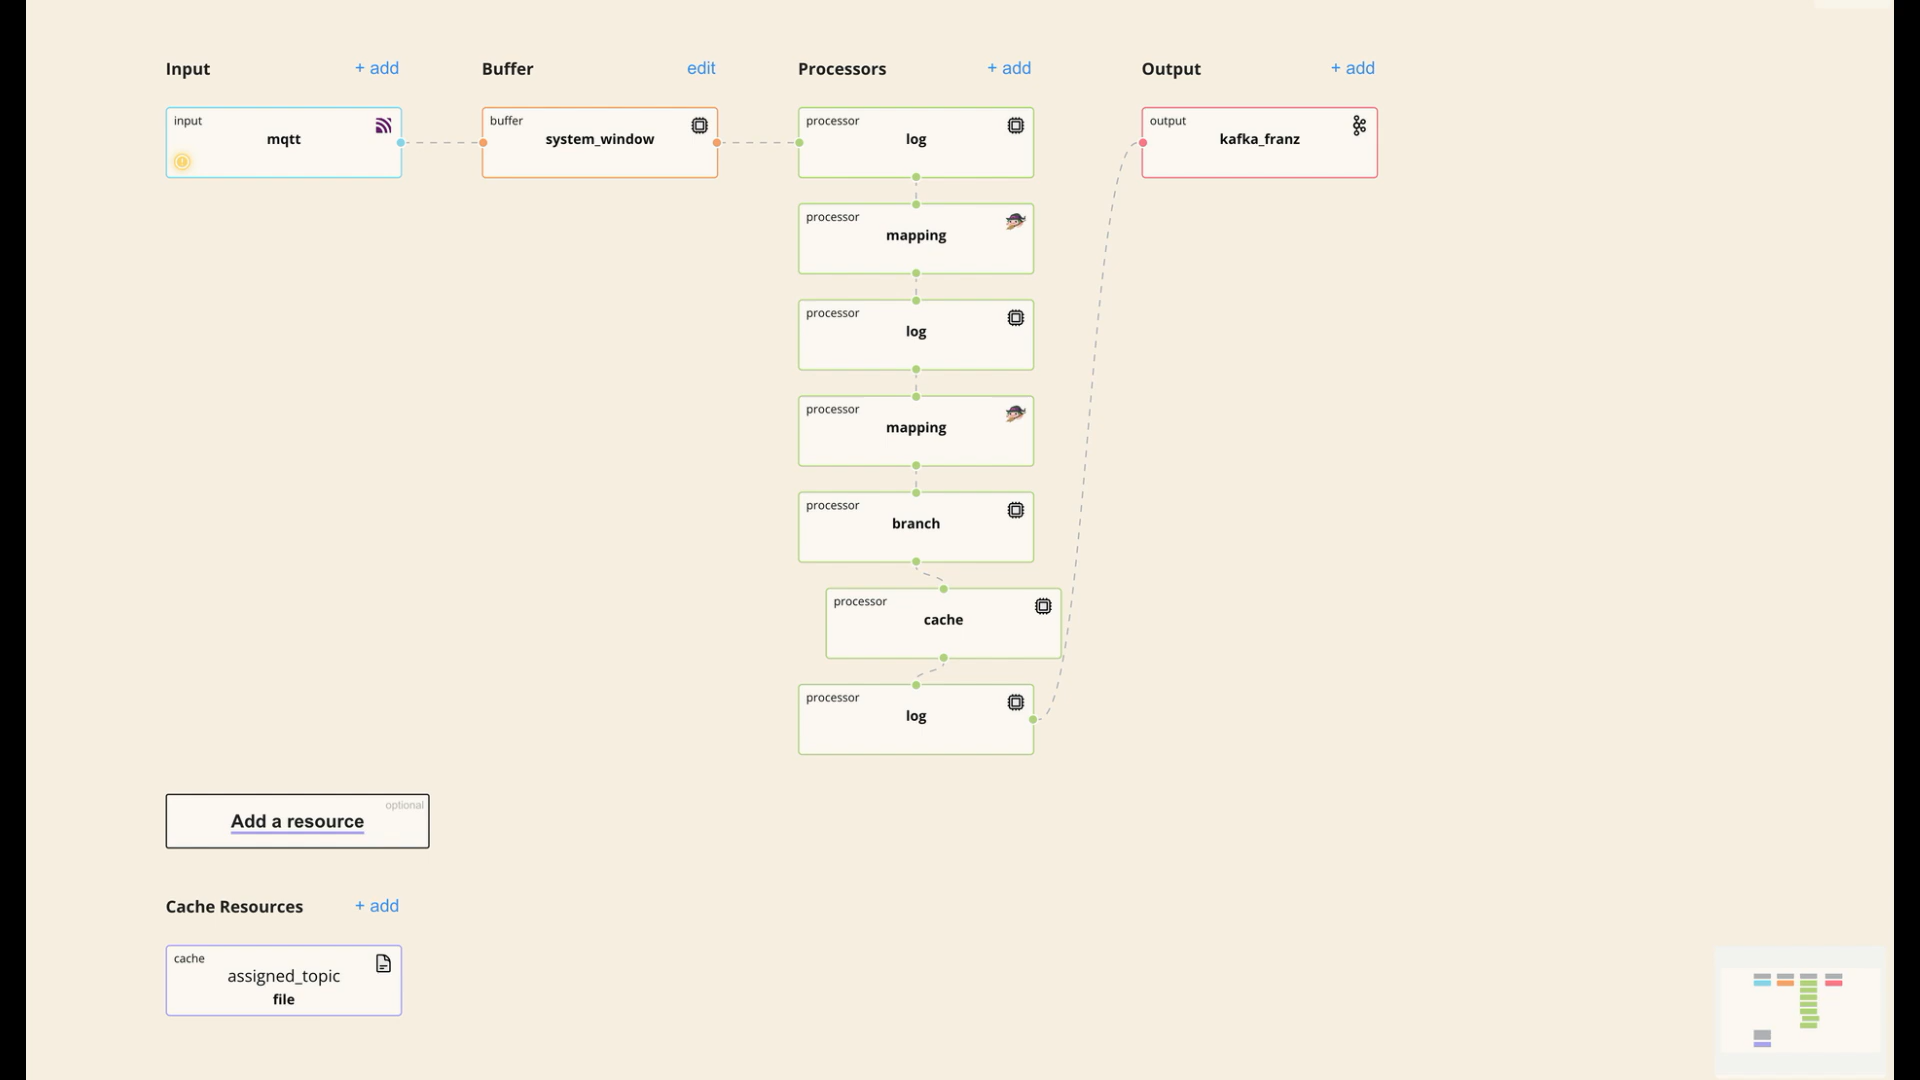 Input + add
Buffer edit
Processors + add
Output + add
input
mqtt
buffer
system_window
processor
log
output
kafka_franz
processor
mapping
processor
log
processor
mapping
processor
branch
processor
cache
processor
log
optional
Add a resource
Cache Resources + add
cache
assigned_topic
file